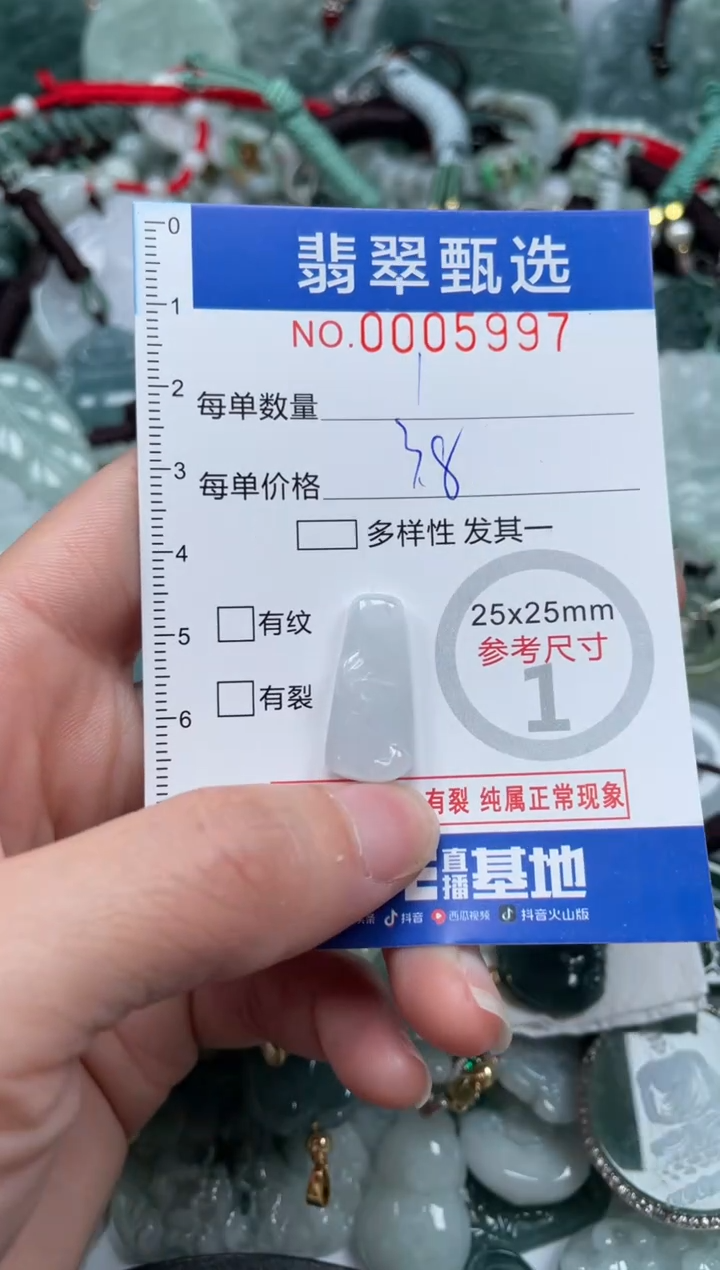 翡翠甄选
NO.0005997
每单数量 1
每单价格 38
多样性 发其一
有纹
有裂
25x25mm
参考尺寸
1
有裂 纯属正常现象
直播基地
抖音 西瓜视频 抖音火山版
0
1
2
3
4
5
6